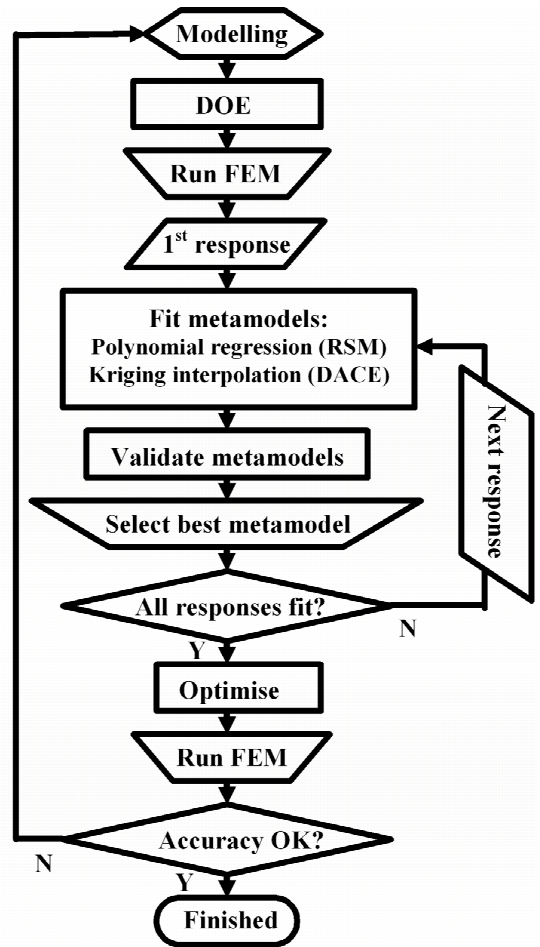 Modelling
DOE
Run FEM
1st response
Fit metamodels:
Polynomial regression (RSM)
Kriging interpolation (DACE)
Next response
Validate metamodels
Select best metamodel
All responses fit?
N
Y
Optimise
Run FEM
Accuracy OK?
N
Y
Finished